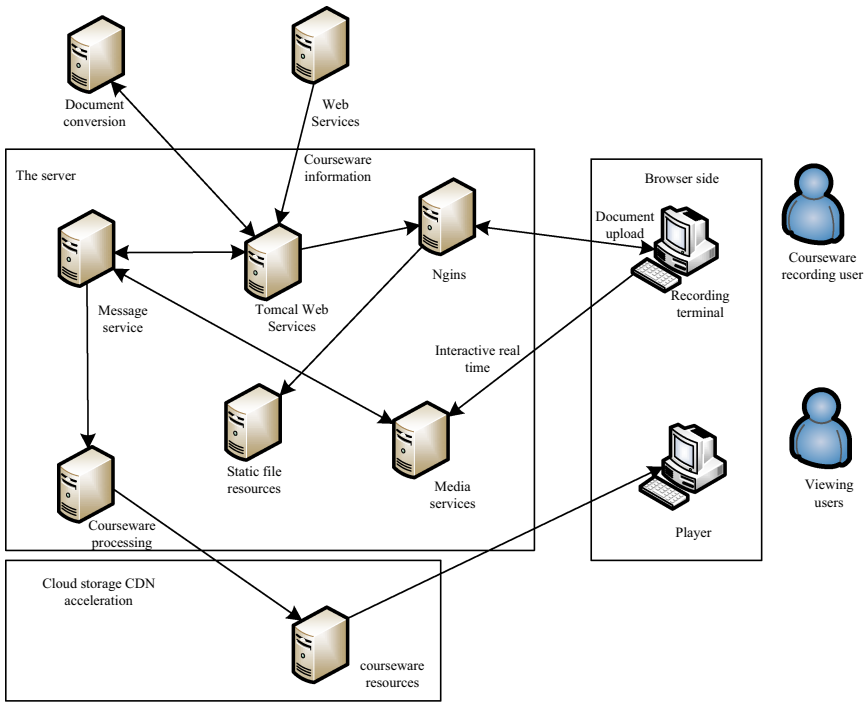 Document
conversion
Web
Services
The server
Courseware
information
Browser side
Document
upload
Courseware
recording user
Ngins
Message
service
Tomcal Web
Services
Recording
terminal
Interactive real
time
Static file
resources
Media
services
Viewing
users
Courseware
processing
Player
Cloud storage CDN
acceleration
courseware
resources